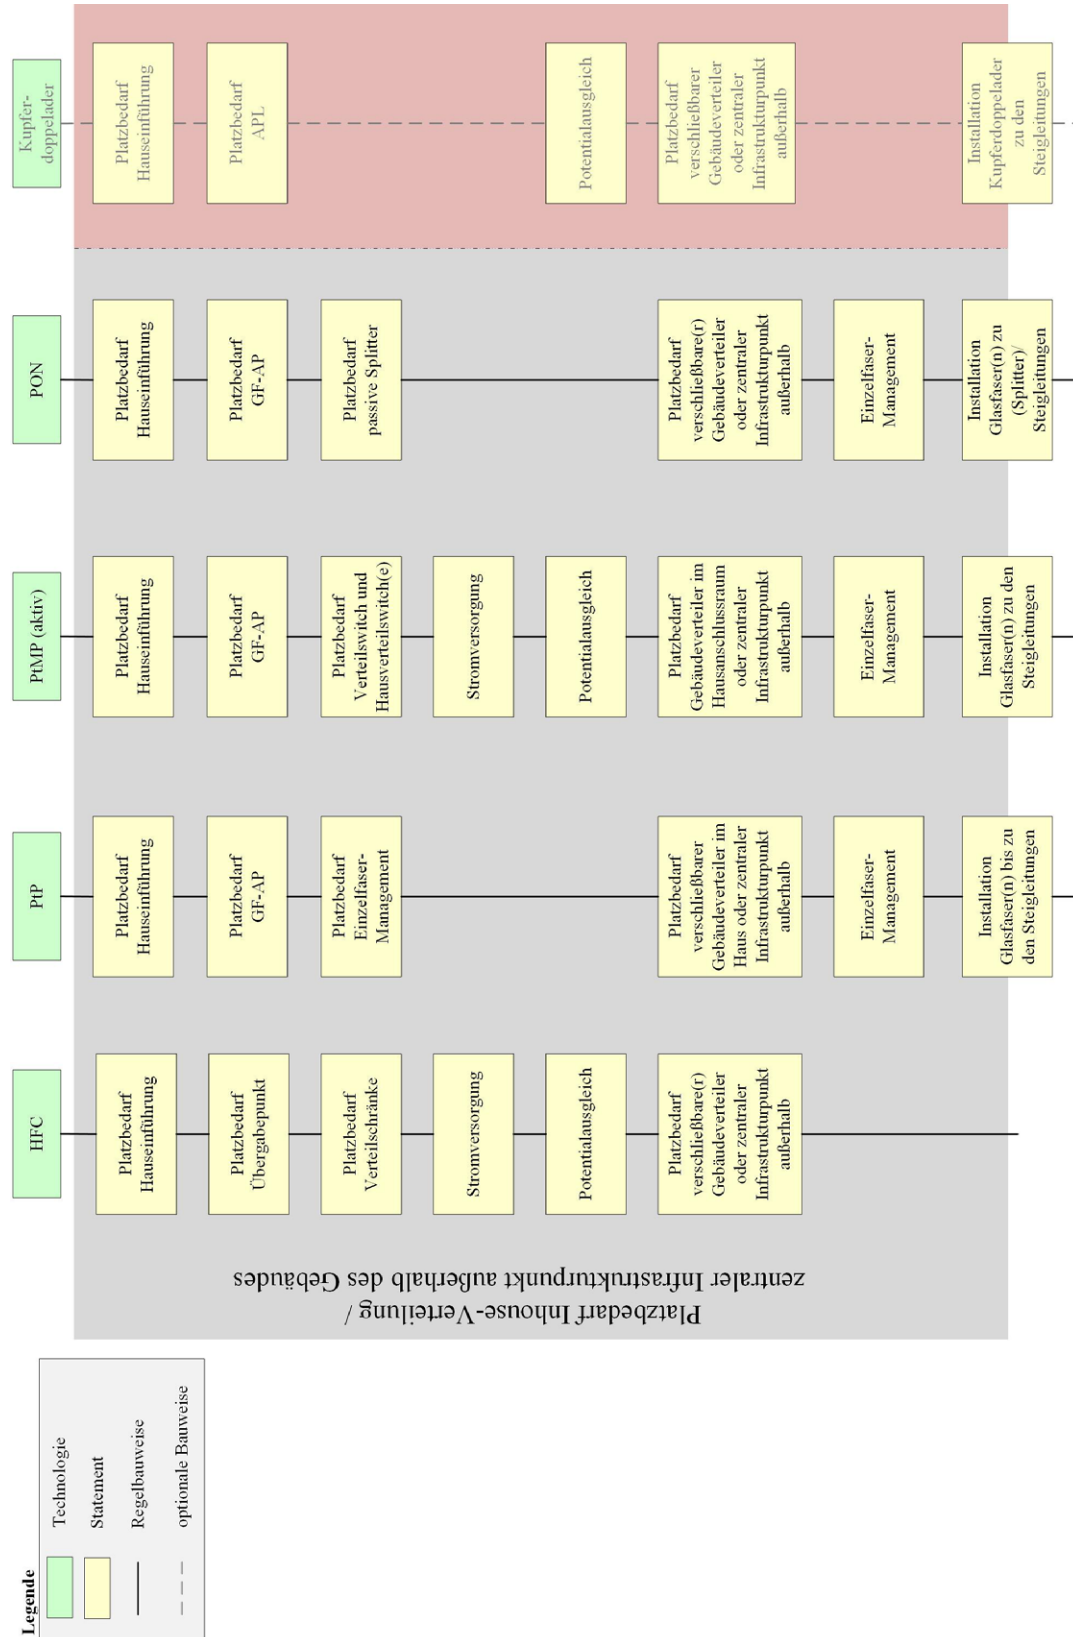 Legende
Technologie
Statement
Regelbauweise
optionale Bauweise
Platzbedarf Inhouse-Verteilung /
zentraler Infrastrukturpunkt außerhalb des Gebäudes
HFC
Platzbedarf
Hauseinführung
Platzbedarf
Übergabepunkt
Platzbedarf
Verteilschränke
Stromversorgung
Potentialausgleich
Platzbedarf
verschließbare(r)
Gebäudeverteiler
oder zentraler
Infrastrukturpunkt
außerhalb
PtP
Platzbedarf
Hauseinführung
Platzbedarf
GF-AP
Platzbedarf
Einzelfaser-
Management
Platzbedarf
verschließbarer
Gebäudeverteiler im
Haus oder zentraler
Infrastrukturpunkt
außerhalb
Einzelfaser-
Management
Installation
Glasfaser(n) bis zu
den Steigleitungen
PtMP (aktiv)
Platzbedarf
Hauseinführung
Platzbedarf
GF-AP
Platzbedarf
Verteilswitch und
Hausverteilswitch(e)
Stromversorgung
Potentialausgleich
Platzbedarf
Gebäudeverteiler im
Hausanschlussraum
oder zentraler
Infrastrukturpunkt
außerhalb
Einzelfaser-
Management
Installation
Glasfaser(n) zu den
Steigleitungen
PON
Platzbedarf
Hauseinführung
Platzbedarf
GF-AP
Platzbedarf
passive Splitter
Platzbedarf
verschließbare(r)
Gebäudeverteiler
oder zentraler
Infrastrukturpunkt
außerhalb
Einzelfaser-
Management
Installation
Glasfaser(n) zu
(Splitter)/
Steigleitungen
Kupfer-
doppelader
Platzbedarf
Hauseinführung
Platzbedarf
APL
Potentialausgleich
Platzbedarf
verschließbarer
Gebäudeverteiler
oder zentraler
Infrastrukturpunkt
außerhalb
Installation
Kupferdoppelader
zu den
Steigleitungen